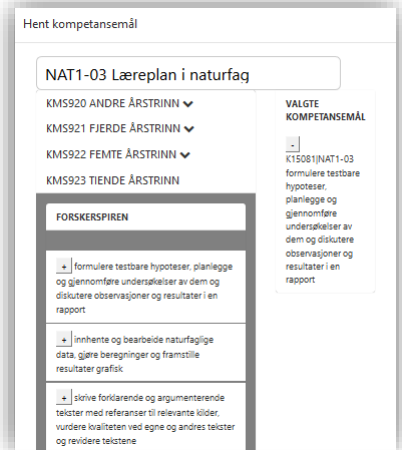 Hent kompetansemål
NAT1-03 Læreplan i naturfag
KMS920 ANDRE ÅRSTRINN
KMS921 FJERDE ÅRSTRINN
KMS922 FEMTE ÅRSTRINN
KMS923 TIENDE ÅRSTRINN
FORSKERSPIREN
+ formulere testbare hypoteser, planlegge
og gjennomføre undersøkelser av dem og
diskutere observasjoner og resultater i en
rapport
+ innhente og bearbeide naturfaglige
data, gjøre beregninger og framstille
resultater grafisk
+ skrive forklarende og argumenterende
tekster med referanser til relevante kilder,
vurdere kvaliteten ved egne og andres tekster
og revidere tekstene
VALGTE
KOMPETANSEMÅL
-
K15081|NAT1-03
formulere testbare
hypoteser,
planlegge og
gjennomføre
undersøkelser av
dem og diskutere
observasjoner og
resultater i en
rapport